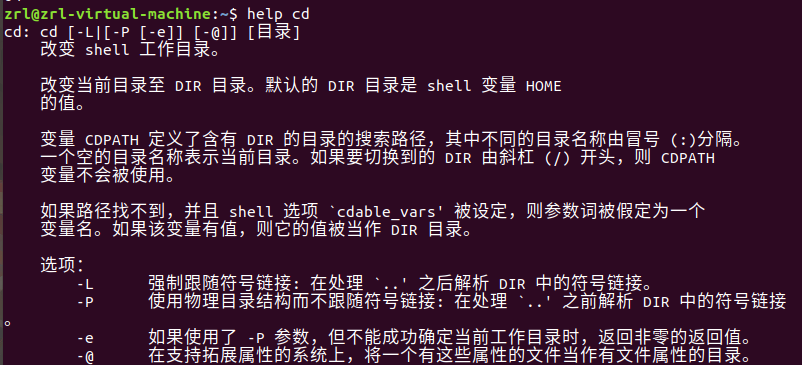 zrl@zrl-virtual-machine:~$ help cd
cd: cd [-L|[-P [-e]] [-@]] [目录]
    改变 shell 工作目录。

    改变当前目录至 DIR 目录。默认的 DIR 目录是 shell 变量 HOME
    的值。

    变量 CDPATH 定义了含有 DIR 的目录的搜索路径，其中不同的目录名称由冒号 (:)分隔。
    一个空的目录名称表示当前目录。如果要切换到的 DIR 由斜杠 (/) 开头，则 CDPATH
    变量不会被使用。

    如果路径找不到，并且 shell 选项 `cdable_vars' 被设定，则参数词被假定为一个
    变量名。如果该变量有值，则它的值被当作 DIR 目录。

    选项：
        -L      强制跟随符号链接: 在处理 `..' 之后解析 DIR 中的符号链接。
        -P      使用物理目录结构而不跟随符号链接: 在处理 `..' 之前解析 DIR 中的符号链接
。
        -e      如果使用了 -P 参数，但不能成功确定当前工作目录时，返回非零的返回值。
        -@      在支持拓展属性的系统上，将一个有这些属性的文件当作有文件属性的目录。